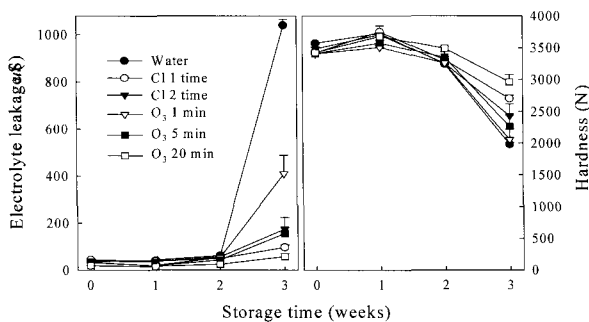 Electrolyte leakage(μS)
1000
800
600
400
200
0
Water
Cl 1 time
Cl 2 time
O3 1 min
O3 5 min
O3 20 min
0 1 2 3
4000
3500
3000
2500
2000
1500
1000
500
0
Hardness (N)
0 1 2 3
Storage time (weeks)